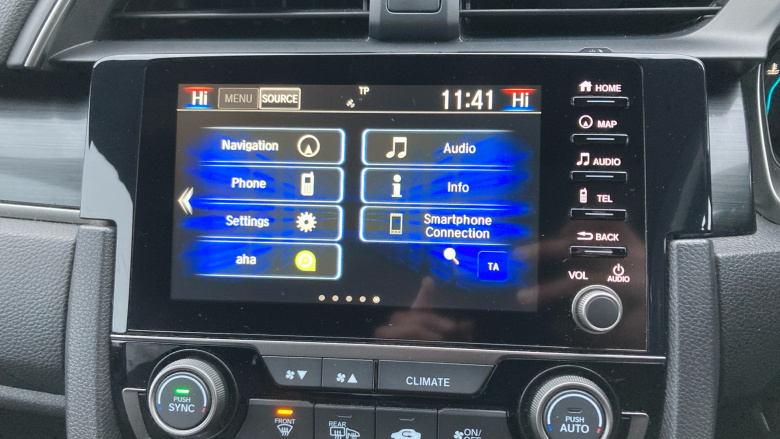 TP
Hi MENU SOURCE 11:41 Hi
Navigation
Phone
Settings
aha
Audio
Info
Smartphone
Connection
TA
HOME
MAP
AUDIO
TEL
BACK
VOL AUDIO
CLIMATE
PUSH
SYNC
FRONT
REAR
ON/
OFF
PUSH
AUTO